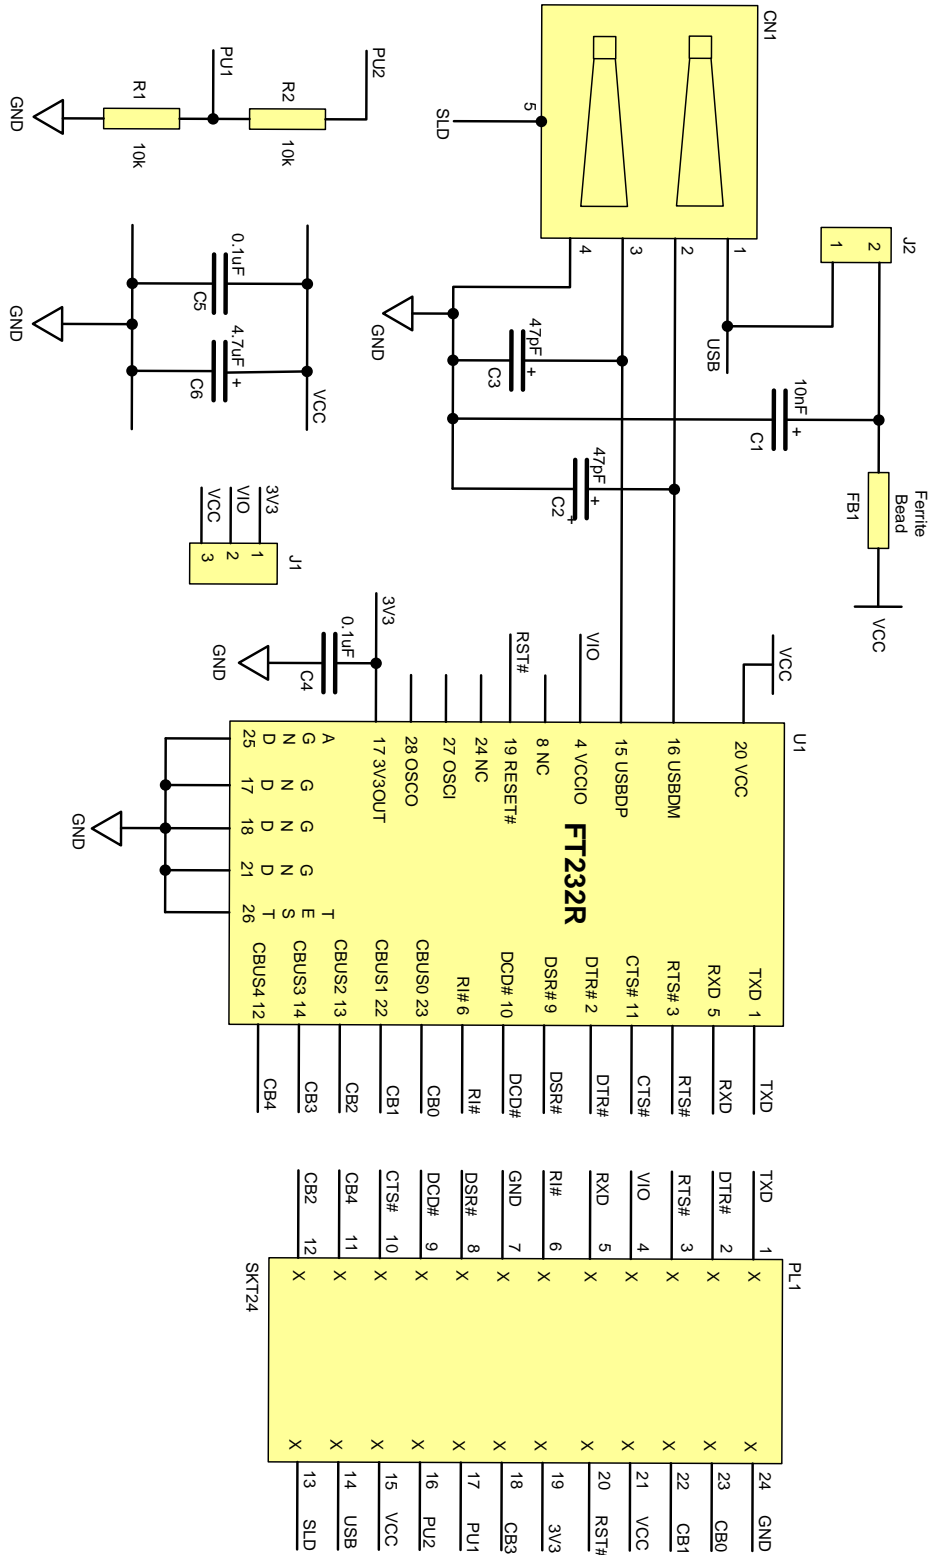 CN1
5
SLD
1
2
3
4
GND
USB
J2
2
1
10nF
+
C1
Ferrite
Bead
FB1
VCC
47pF
+
C3
47pF
+
C2
+
PU2
PU1
R2
10k
R1
10k
GND
0.1uF
C5
4.7uF
+
C6
VCC
GND
J1
3V3
1
VIO
2
VCC
3
3V3
0.1uF
C4
GND
VCC
VIO
RST#
U1
FT232R
20 VCC
16 USBDM
15 USBDP
4 VCCIO
8 NC
19 RESET#
24 NC
27 OSCI
28 OSCO
17 3V3OUT
A
G G G T
N N N E
D D D S
G
N
D
D
T
25 17 18 21 26
GND
TXD 1 TXD
RXD 5 RXD
RTS# 3 RTS#
CTS# 11 CTS#
DTR# 2 DTR#
DSR# 9 DSR#
DCD# 10 DCD#
RI# 6 RI#
CBUS0 23 CB0
CBUS1 22 CB1
CBUS2 13 CB2
CBUS3 14 CB3
CBUS4 12 CB4
PL1
TXD 1 X X 24 GND
DTR# 2 X X 23 CB0
RTS# 3 X X 22 CB1
VIO 4 X X 21 VCC
RXD 5 X X 20 RST#
RI# 6 X X 19 3V3
GND 7 X X 18 CB3
DSR# 8 X X 17 PU1
DCD# 9 X X 16 PU2
CTS# 10 X X 15 VCC
CB4 11 X X 14 USB
CB2 12 X X 13 SLD
SKT24